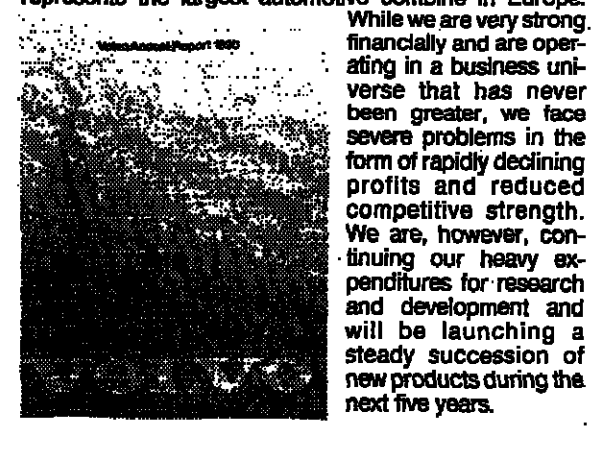 represents the largest automotive combine in Europe.
While we are very strong
financially and are oper-
ating in a business uni-
verse that has never
been greater, we face
severe problems in the
form of rapidly declining
profits and reduced
competitive strength.
We are, however, con-
tinuing our heavy ex-
penditures for research
and development and
will be launching a
steady succession of
new products during the
next five years.
Annual Report